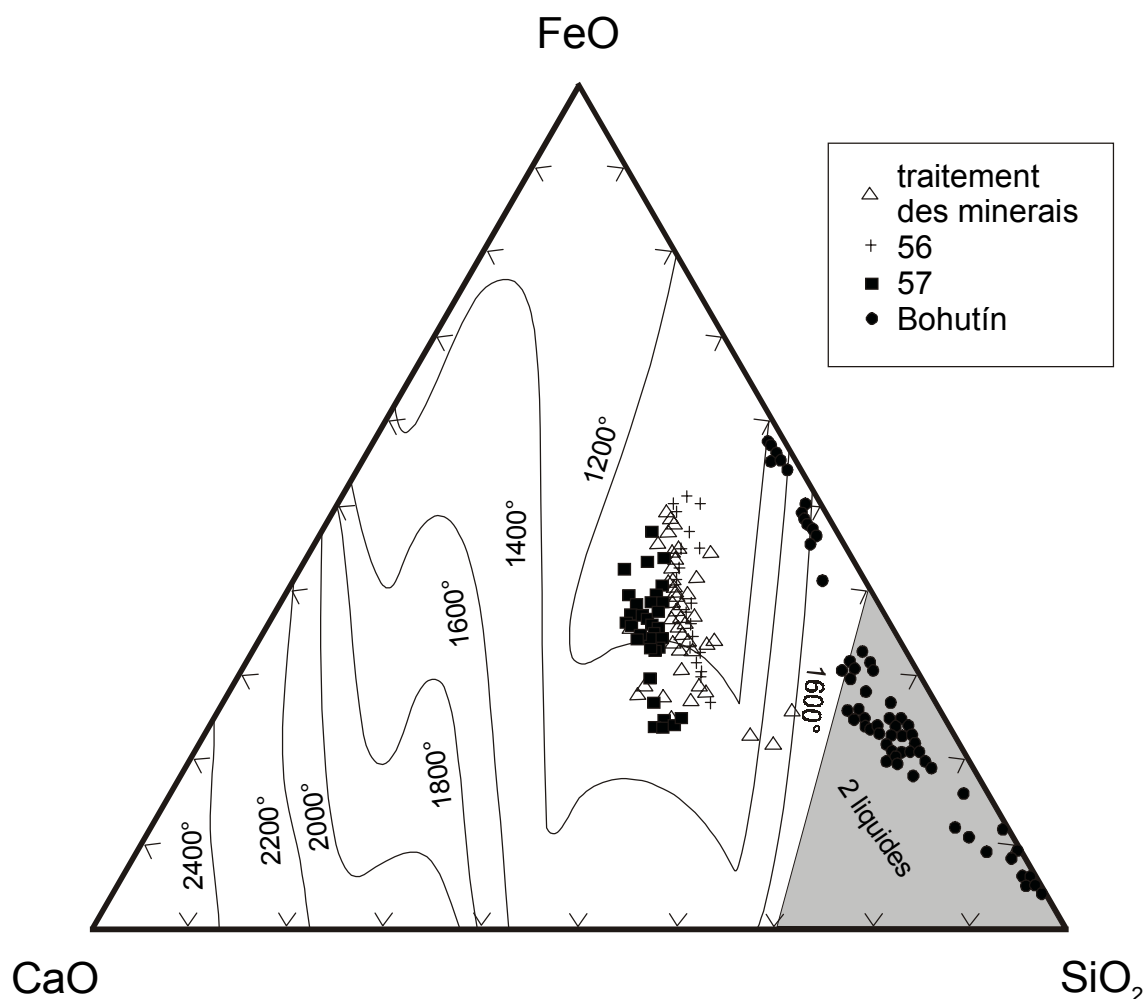 FeO
traitement
des minerais
56
57
Bohutín
1200°
1400°
1600°
1600°
1800°
2000°
2200°
2400°
2 liquides
CaO
SiO₂